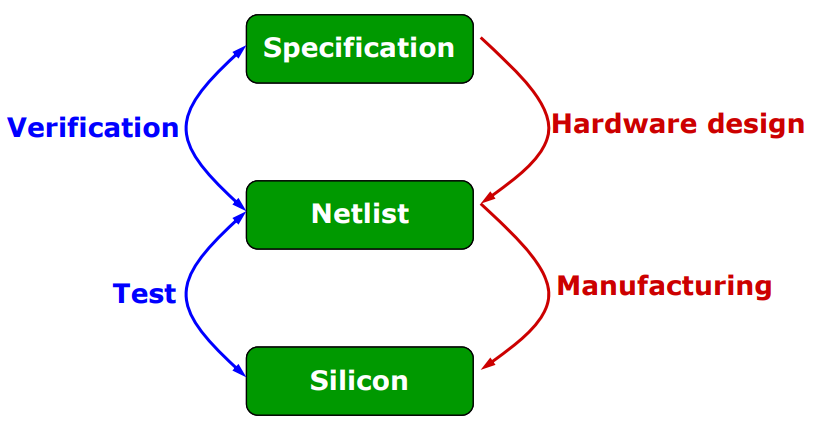 Specification
Verification
Hardware design
Netlist
Test
Manufacturing
Silicon